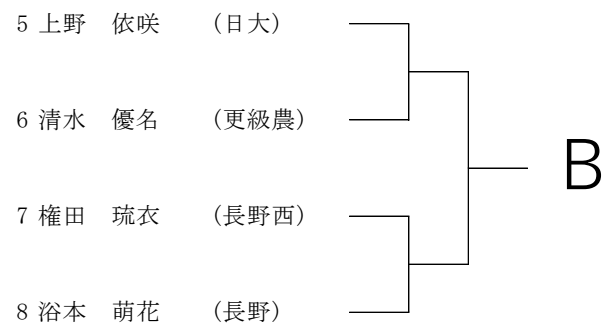 5 上野　依咲　（日大）
6 清水　優名　（更級農）
B
7 権田　琉衣　（長野西）
8 浴本　萌花　（長野）